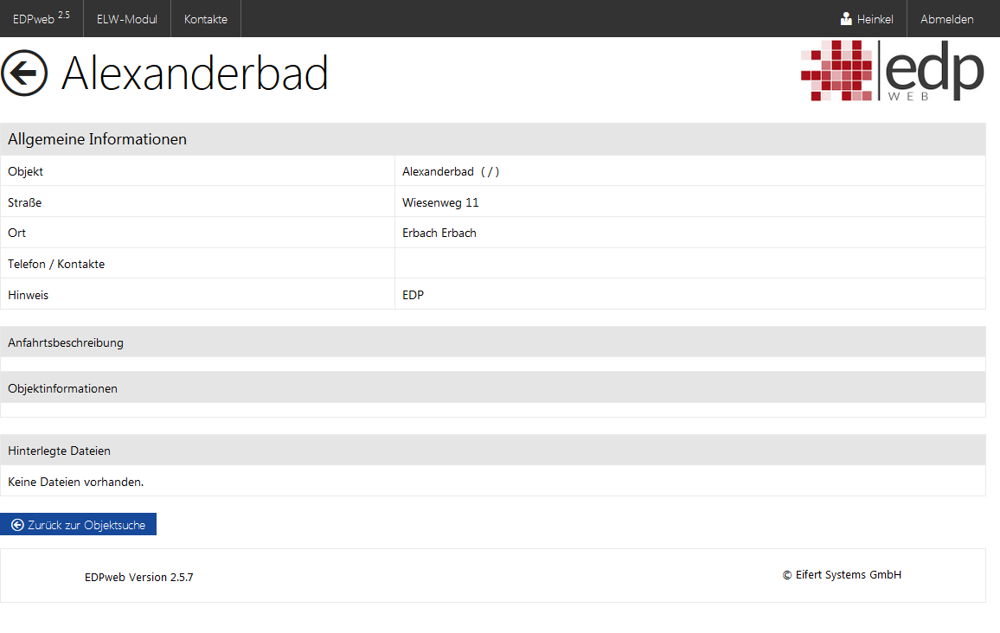 EDPweb 2.5 ELW-Modul Kontakte Heinkel Abmelden
Alexanderbad
edp
WEB
Allgemeine Informationen
Objekt Alexanderbad ( / )
Straße Wiesenweg 11
Ort Erbach Erbach
Telefon / Kontakte
Hinweis EDP
Anfahrtsbeschreibung
Objektinformationen
Hinterlegte Dateien
Keine Dateien vorhanden.
Zurück zur Objektsuche
EDPweb Version 2.5.7 © Eifert Systems GmbH